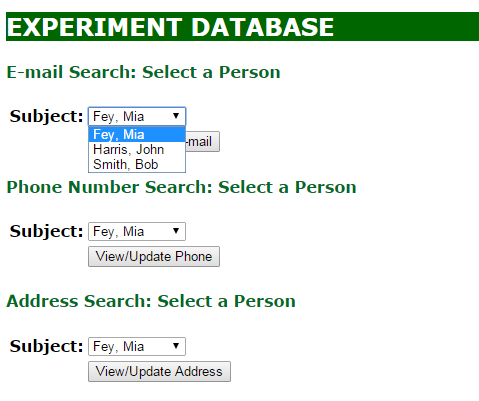 EXPERIMENT DATABASE
E-mail Search: Select a Person
Subject: Fey, Mia
Fey, Mia
Harris, John
-mail
Smith, Bob
Phone Number Search: Select a Person
Subject: Fey, Mia
View/Update Phone
Address Search: Select a Person
Subject: Fey, Mia
View/Update Address